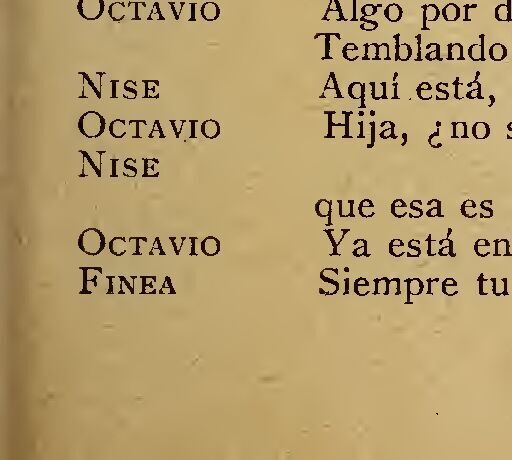 OCTAVIO Algo por
Temblando
NISE Aquí está,
OCTAVIO Hija, ¿no
NISE
que esa es
OCTAVIO Ya está en
FINEA Siempre tu